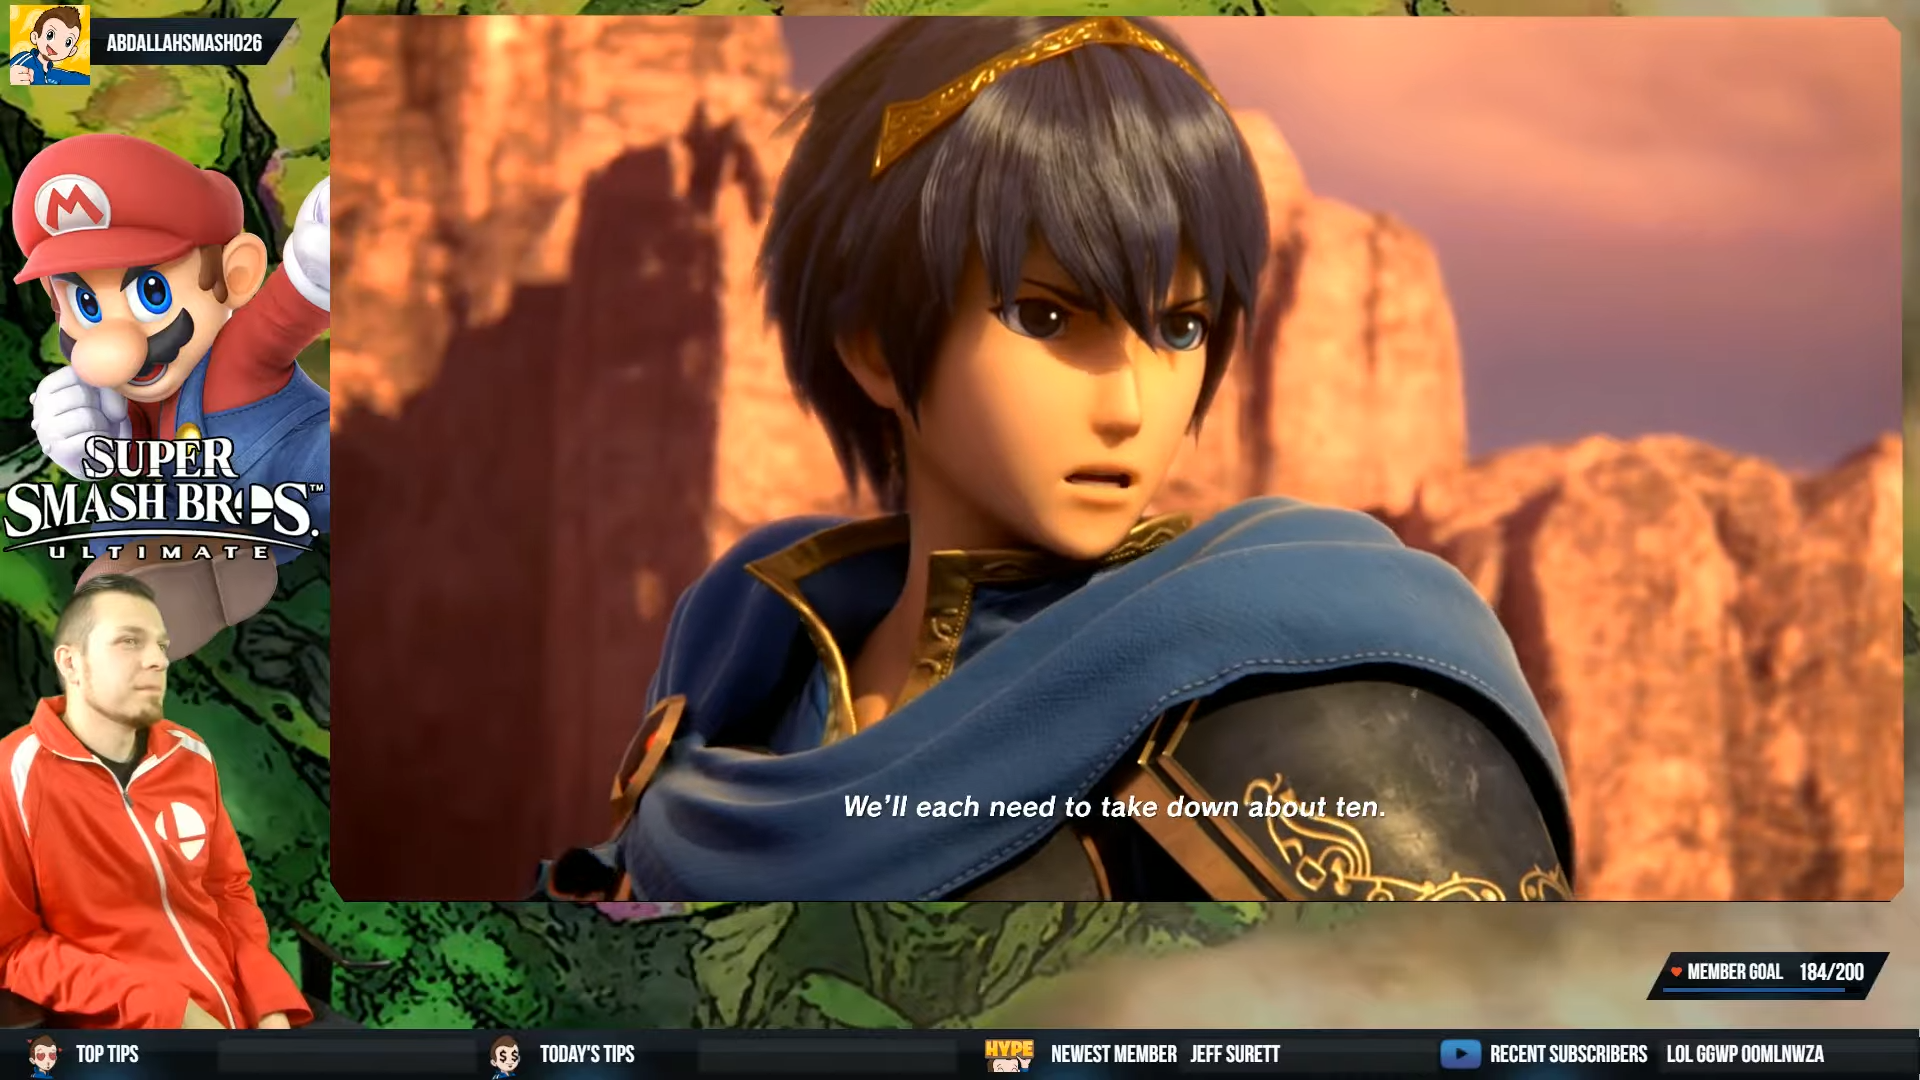 ABDALLAHSMASH026
M
SUPER
SMASH BROS.™
ULTIMATE
We'll each need to take down about ten.
MEMBER GOAL 184/200
TOP TIPS
TODAY'S TIPS
HYPE
NEWEST MEMBER JEFF SURETT
RECENT SUBSCRIBERS LOL GGWP OOMLNWZA